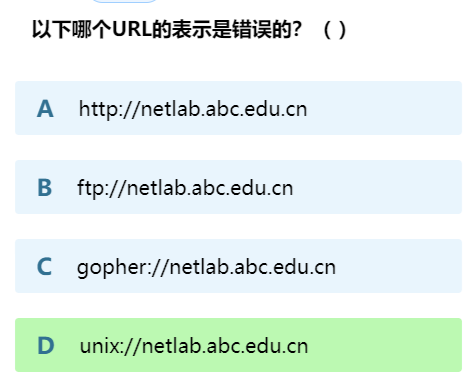 以下哪个URL的表示是错误的？（ ）
A http://netlab.abc.edu.cn
B ftp://netlab.abc.edu.cn
C gopher://netlab.abc.edu.cn
D unix://netlab.abc.edu.cn